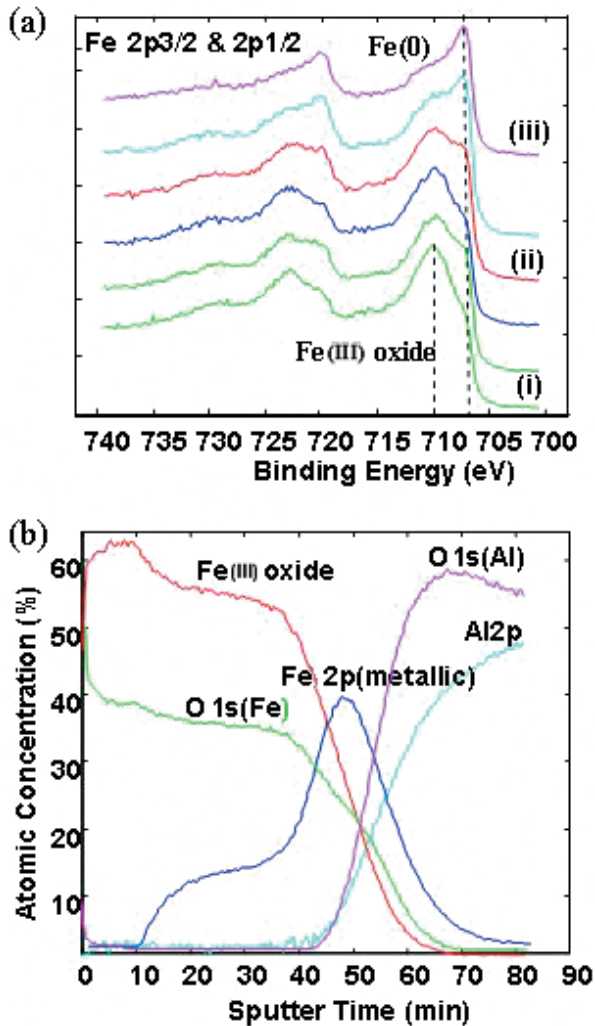 (a)
Fe 2p3/2 & 2p1/2
Fe(0)
(iii)
(ii)
Fe(III) oxide
(i)
740 735 730 725 720 715 710 705 700
Binding Energy (eV)
(b)
60
50
40
30
20
10
Atomic Concentration (%)
Fe(III) oxide
O 1s(Al)
Al2p
Fe 2p(metallic)
O 1s(Fe)
0 10 20 30 40 50 60 70 80 90
Sputter Time (min)